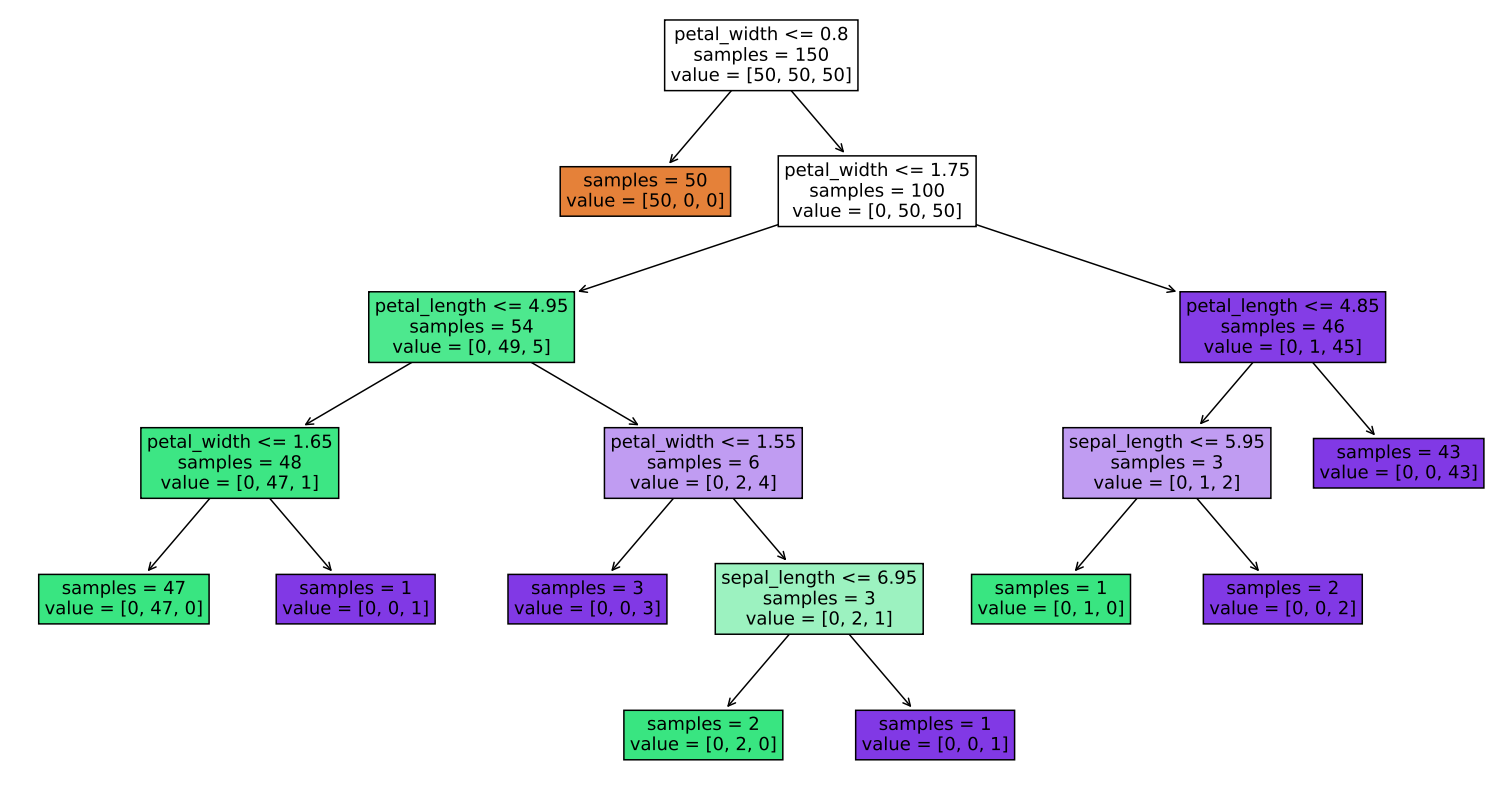 petal_width <= 0.8
samples = 150
value = [50, 50, 50]
samples = 50
value = [50, 0, 0]
petal_width <= 1.75
samples = 100
value = [0, 50, 50]
petal_length <= 4.95
samples = 54
value = [0, 49, 5]
petal_length <= 4.85
samples = 46
value = [0, 1, 45]
petal_width <= 1.65
samples = 48
value = [0, 47, 1]
petal_width <= 1.55
samples = 6
value = [0, 2, 4]
sepal_length <= 5.95
samples = 3
value = [0, 1, 2]
samples = 43
value = [0, 0, 43]
samples = 47
value = [0, 47, 0]
samples = 1
value = [0, 0, 1]
samples = 3
value = [0, 0, 3]
sepal_length <= 6.95
samples = 3
value = [0, 2, 1]
samples = 1
value = [0, 1, 0]
samples = 2
value = [0, 0, 2]
samples = 2
value = [0, 2, 0]
samples = 1
value = [0, 0, 1]